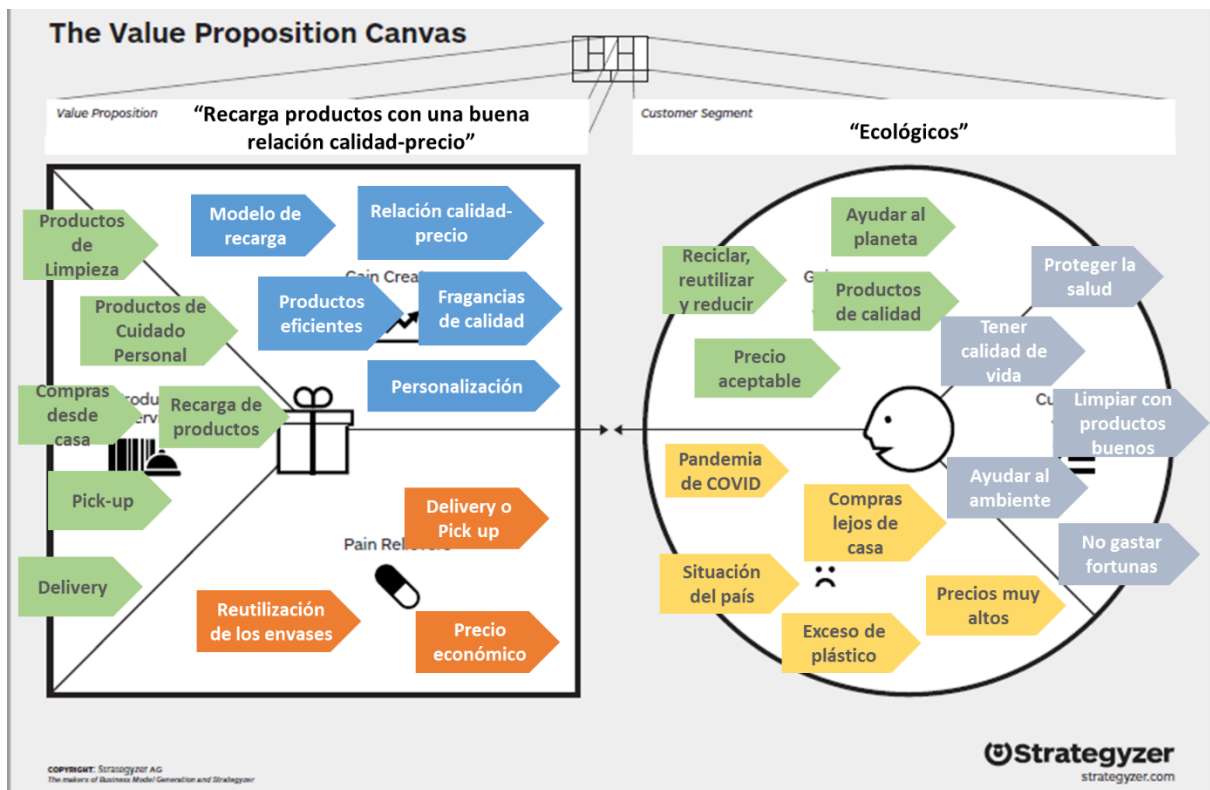 The Value Proposition Canvas
Value Proposition
“Recarga productos con una buena
relación calidad-precio”
Customer Segment
“Ecológicos”
Productos
de
Limpieza
Modelo de
recarga
Relación calidad-
precio
Productos de
Cuidado
Personal
Productos
eficientes
Gain Crea
Fragancias
de calidad
Personalización
Compras
desde
casa
Recarga de
productos
Pick-up
Delivery
Delivery o
Pick up
Pain Relievers
Reutilización
de los envases
Precio
económico
Ayudar al
planeta
Reciclar,
reutilizar
y reducir
Productos
de calidad
Precio
aceptable
Proteger la
salud
Tener
calidad de
vida
Limpiar con
productos
buenos
Ayudar al
ambiente
No gastar
fortunas
Pandemia
de COVID
Compras
lejos de
casa
Situación
del país
Precios muy
altos
Exceso de
plástico
COPYRIGHT: Strategyzer AG
The makers of Business Model Generation and Strategyzer
Strategyzer
strategyzer.com